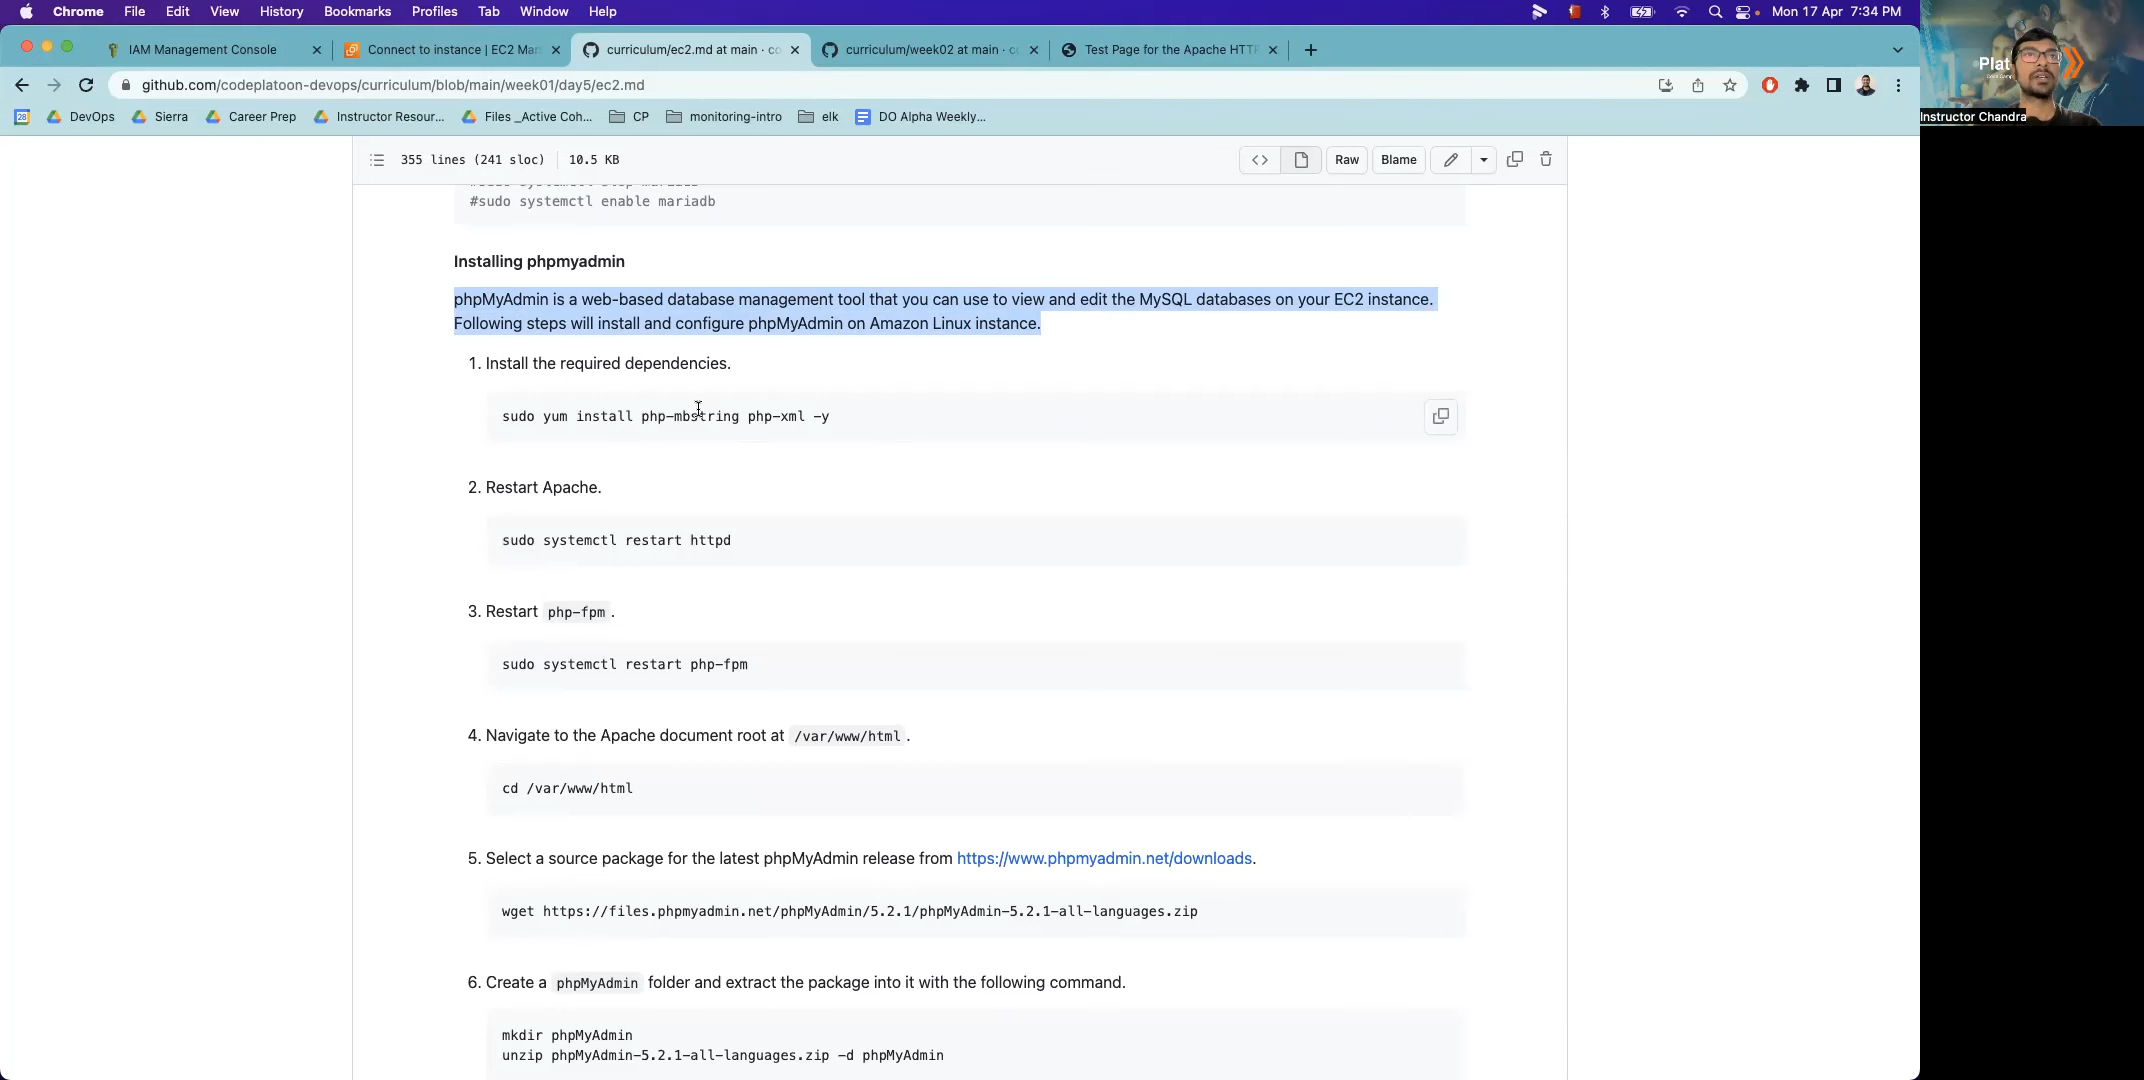 Chrome File Edit View History Bookmarks Profiles Tab Window Help Mon 17 Apr 7:34 PM
IAM Management Console
Connect to instance | EC2 Man
curriculum/ec2.md at main · co
curriculum/week02 at main · co
Test Page for the Apache HTTP
github.com/codeplatoon-devops/curriculum/blob/main/week01/day5/ec2.md
28 DevOps Sierra Career Prep Instructor Resour... Files _Active Coh... CP monitoring-intro elk DO Alpha Weekly...
Plat
Instructor Chandra
355 lines (241 sloc) 10.5 KB Raw Blame
#sudo systemctl enable mariadb
Installing phpmyadmin
phpMyAdmin is a web-based database management tool that you can use to view and edit the MySQL databases on your EC2 instance.
Following steps will install and configure phpMyAdmin on Amazon Linux instance.
1. Install the required dependencies.
sudo yum install php-mbstring php-xml -y
2. Restart Apache.
sudo systemctl restart httpd
3. Restart php-fpm .
sudo systemctl restart php-fpm
4. Navigate to the Apache document root at /var/www/html .
cd /var/www/html
5. Select a source package for the latest phpMyAdmin release from https://www.phpmyadmin.net/downloads.
wget https://files.phpmyadmin.net/phpMyAdmin/5.2.1/phpMyAdmin-5.2.1-all-languages.zip
6. Create a phpMyAdmin folder and extract the package into it with the following command.
mkdir phpMyAdmin
unzip phpMyAdmin-5.2.1-all-languages.zip -d phpMyAdmin